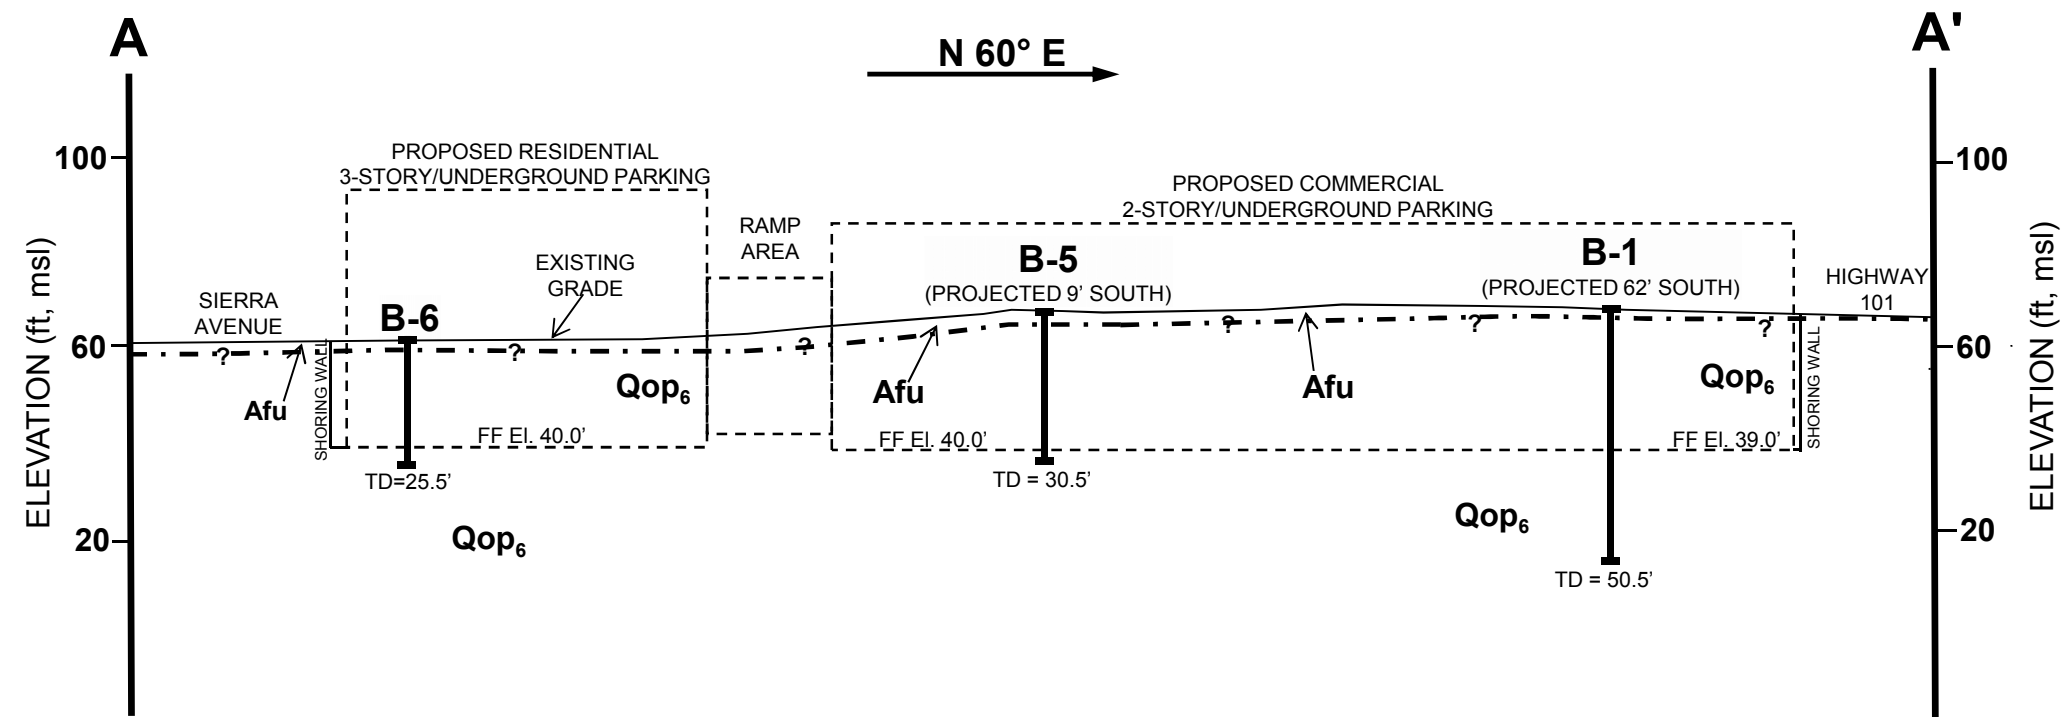 A
A'
N 60° E
100
100
PROPOSED RESIDENTIAL
3-STORY/UNDERGROUND PARKING
PROPOSED COMMERCIAL
2-STORY/UNDERGROUND PARKING
RAMP
AREA
EXISTING
GRADE
B-5
(PROJECTED 9’ SOUTH)
B-1
(PROJECTED 62’ SOUTH)
HIGHWAY
101
SIERRA
AVENUE
B-6
60
60
?
?
?
?
?
?
Afu
Qop6
Afu
Afu
Qop6
SHORING WALL
SHORING WALL
FF El. 40.0’
FF El. 40.0’
FF El. 39.0’
TD=25.5’
TD = 30.5’
TD = 50.5’
Qop6
Qop6
20
20
ELEVATION (ft, msl)
ELEVATION (ft, msl)